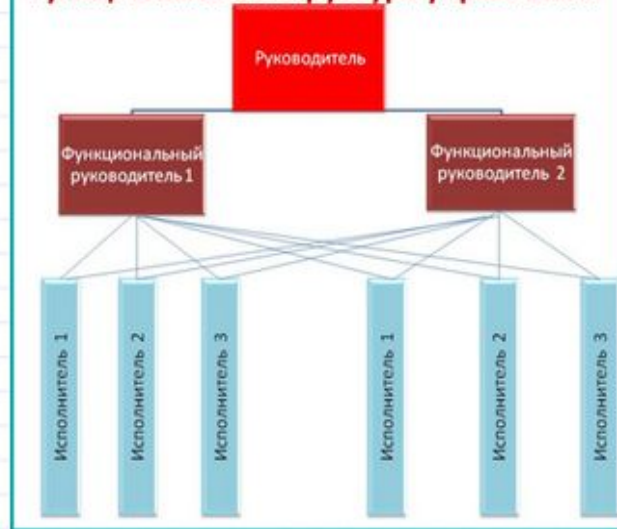 Руководитель
Функциональный
руководитель 1
Функциональный
руководитель 2
Исполнитель 1
Исполнитель 2
Исполнитель 3
Исполнитель 1
Исполнитель 2
Исполнитель 3